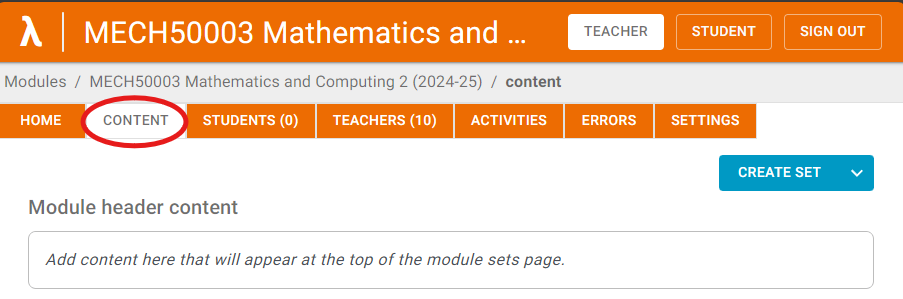 λ MECH50003 Mathematics and ... TEACHER STUDENT SIGN OUT
Modules / MECH50003 Mathematics and Computing 2 (2024-25) / content
HOME CONTENT STUDENTS (0) TEACHERS (10) ACTIVITIES ERRORS SETTINGS
CREATE SET
Module header content
Add content here that will appear at the top of the module sets page.